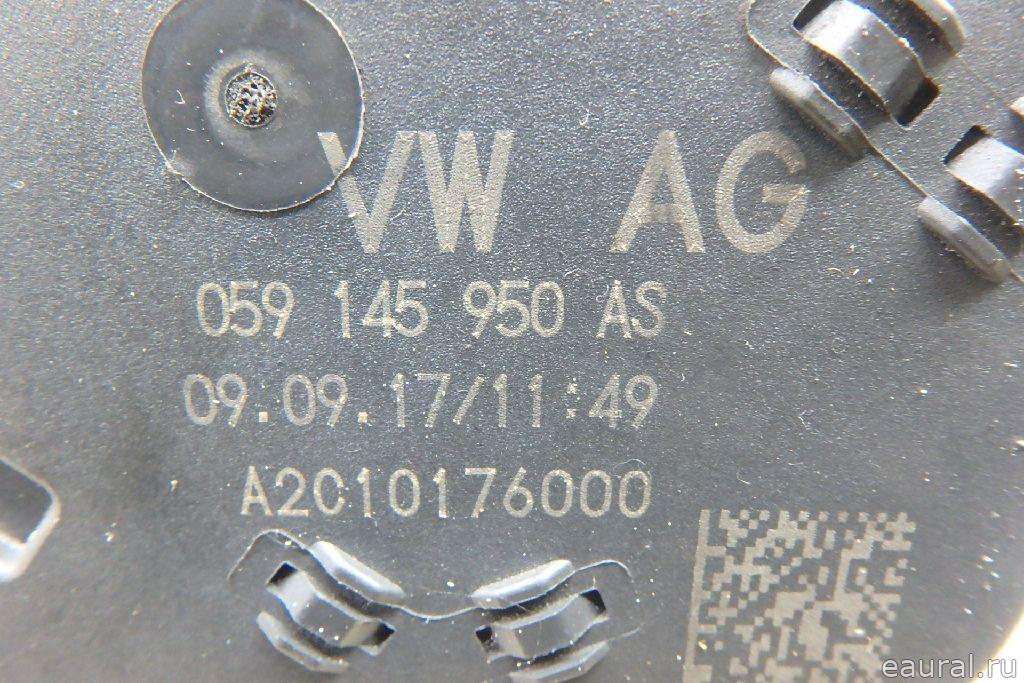 VW AG
059 145 950 AS
09.09.17/11:49
A2C10176000
eaural.ru